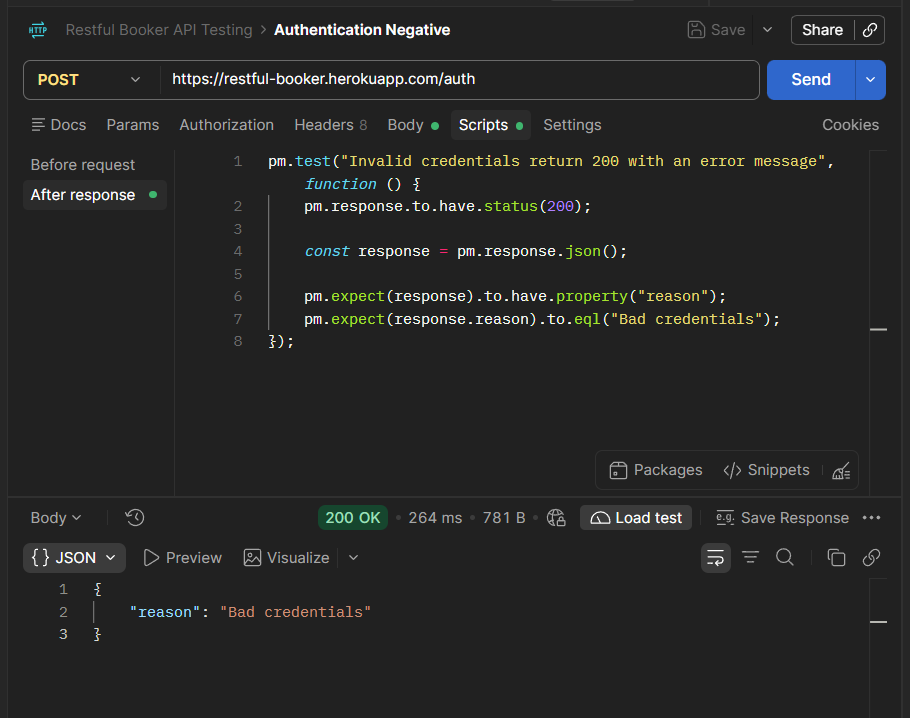 HTTP Restful Booker API Testing > Authentication Negative Save Share
POST https://restful-booker.herokuapp.com/auth Send
Docs Params Authorization Headers 8 Body Scripts Settings Cookies
Before request
After response
1 pm.test("Invalid credentials return 200 with an error message",
function () {
2 pm.response.to.have.status(200);
3
4 const response = pm.response.json();
5
6 pm.expect(response).to.have.property("reason");
7 pm.expect(response.reason).to.eql("Bad credentials");
8 });
Packages </> Snippets
Body 200 OK • 264 ms • 781 B • Load test e.g. Save Response
{} JSON Preview Visualize
1 {
2 "reason": "Bad credentials"
3 }